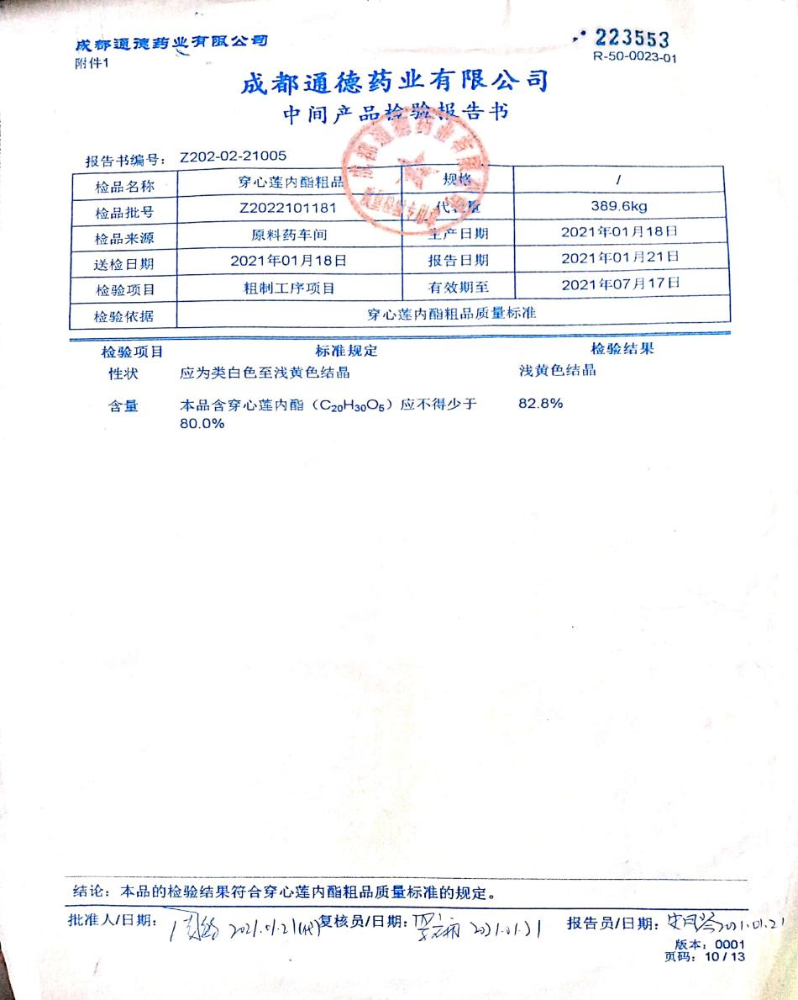 成都通德药业有限公司
223553
附件1
R-50-0023-01
成都通德药业有限公司
中间产品检验报告书
报告书编号： Z202-02-21005
检品名称 穿心莲内酯粗品 规格 /
检品批号 Z2022101181 代表量 389.6kg
检品来源 原料药车间 生产日期 2021年01月18日
送检日期 2021年01月18日 报告日期 2021年01月21日
检验项目 粗制工序项目 有效期至 2021年07月17日
检验依据 穿心莲内酯粗品质量标准
检验项目 标准规定 检验结果
性状 应为类白色至浅黄色结晶 浅黄色结晶
含量 本品含穿心莲内酯（C₂₀H₃₀O₅）应不得少于 82.8%
80.0%
结论：本品的检验结果符合穿心莲内酯粗品质量标准的规定。
批准人/日期： 2021.01.21 复核员/日期： 2021.01.21 报告员/日期： 2021.01.21
版本：0001
页码：10 / 13